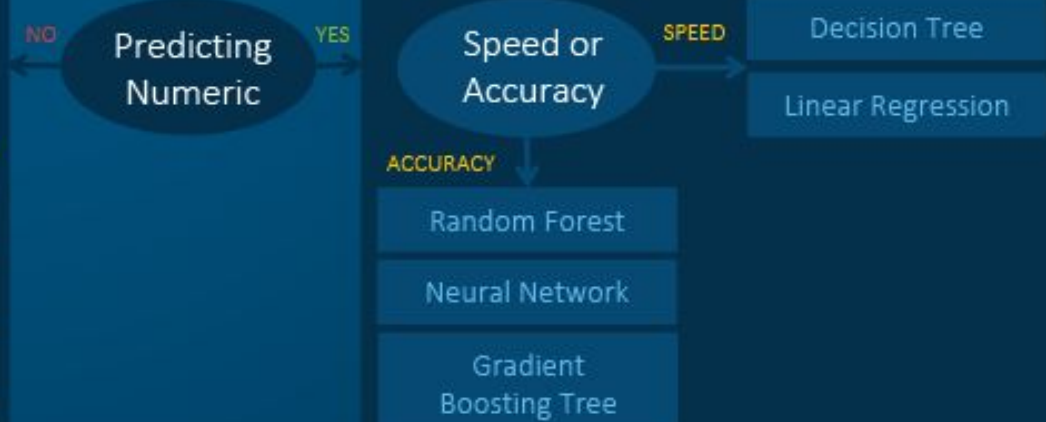 NO
Predicting
Numeric
YES
Speed or
Accuracy
SPEED
Decision Tree
Linear Regression
ACCURACY
Random Forest
Neural Network
Gradient
Boosting Tree